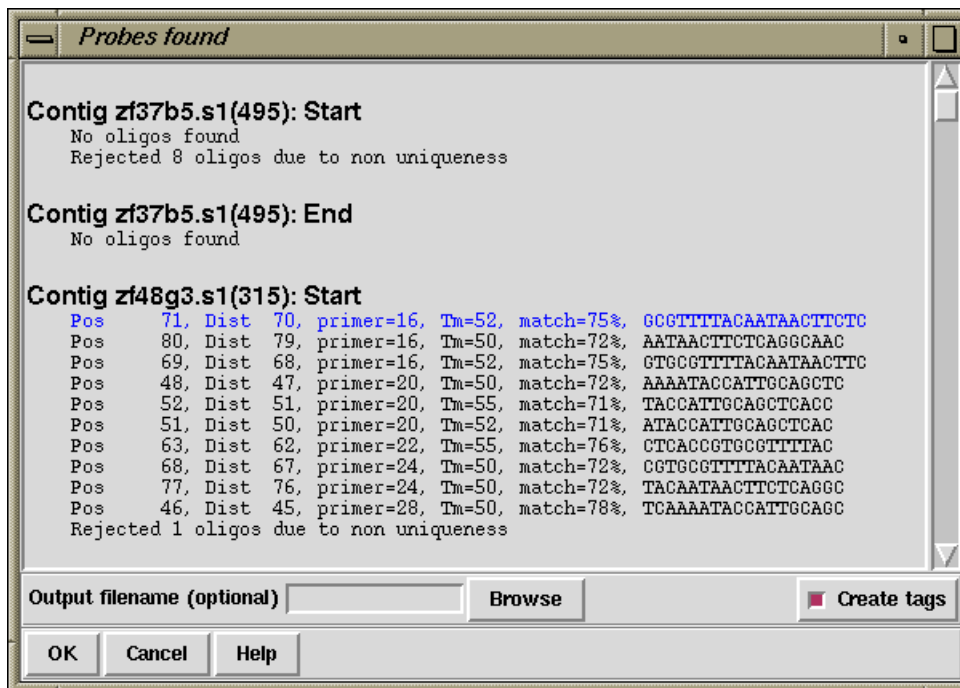 Probes found
Contig zf37b5.s1(495): Start
No oligos found
Rejected 8 oligos due to non uniqueness
Contig zf37b5.s1(495): End
No oligos found
Contig zf48g3.s1(315): Start
Pos 71, Dist 70, primer=16, Tm=52, match=75%, GCGTTTTACAATAACTTCTC
Pos 80, Dist 79, primer=16, Tm=50, match=72%, AATAACTTCTCAGGCAAC
Pos 69, Dist 68, primer=16, Tm=52, match=75%, GTGCGTTTTACAATAACTTC
Pos 48, Dist 47, primer=20, Tm=50, match=72%, AAAATACCATTGCAGCTC
Pos 52, Dist 51, primer=20, Tm=55, match=71%, TACCATTGCAGCTCACC
Pos 51, Dist 50, primer=20, Tm=52, match=71%, ATACCATTGCAGCTCAC
Pos 63, Dist 62, primer=22, Tm=55, match=76%, CTCACCGTGCGTTTTAC
Pos 68, Dist 67, primer=24, Tm=50, match=72%, CGTGCGTTTTACAATAAC
Pos 77, Dist 76, primer=24, Tm=50, match=72%, TACAATAACTTCTCAGGC
Pos 46, Dist 45, primer=28, Tm=50, match=78%, TCAAAATACCATTGCAGC
Rejected 1 oligos due to non uniqueness
Output filename (optional) Browse Create tags
OK Cancel Help